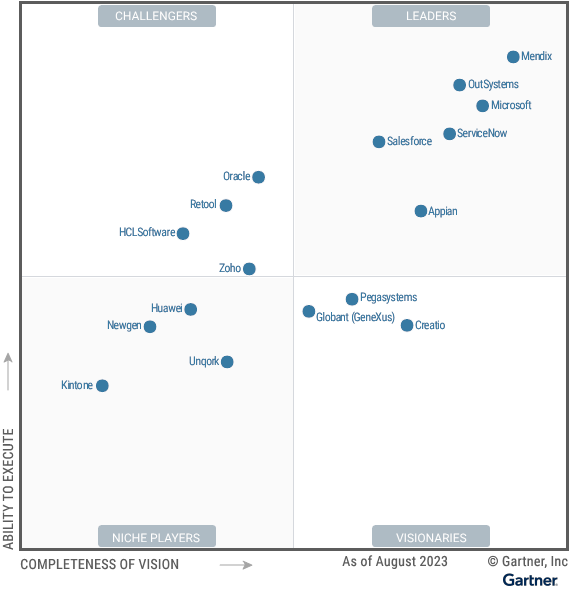 CHALLENGERS
LEADERS
Mendix
OutSystems
Microsoft
ServiceNow
Salesforce
Oracle
Retool
Appian
HCLSoftware
Zoho
Pegasystems
Huawei
Globant (GeneXus)
Newgen
Creatio
Unqork
Kintone
ABILITY TO EXECUTE
NICHE PLAYERS
VISIONARIES
COMPLETENESS OF VISION
As of August 2023
© Gartner, Inc
Gartner